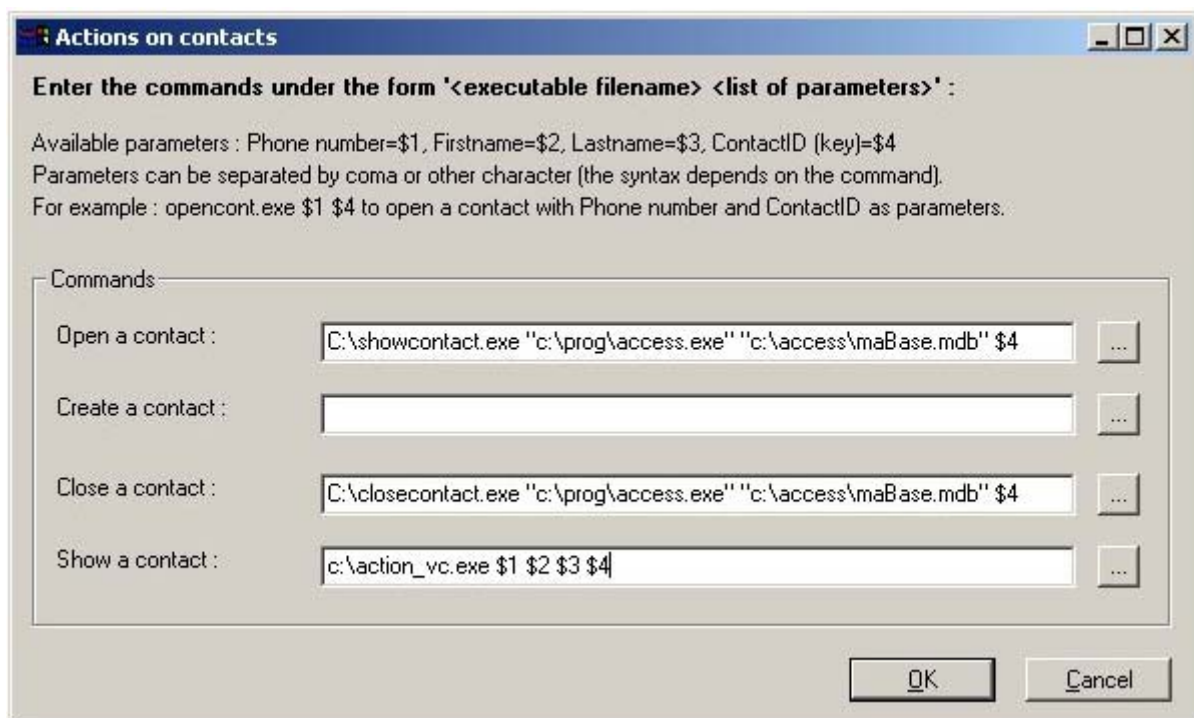 Actions on contacts
Enter the commands under the form '<executable filename> <list of parameters>' :
Available parameters : Phone number=$1, Firstname=$2, Lastname=$3, ContactID (key)=$4
Parameters can be separated by coma or other character (the syntax depends on the command).
For example : opencont.exe $1 $4 to open a contact with Phone number and ContactID as parameters.
Commands
Open a contact : C:\showcontact.exe "c:\prog\access.exe" "c:\access\maBase.mdb" $4 ...
Create a contact : ...
Close a contact : C:\closecontact.exe "c:\prog\access.exe" "c:\access\maBase.mdb" $4 ...
Show a contact : c:\action_vc.exe $1 $2 $3 $4 ...
OK Cancel